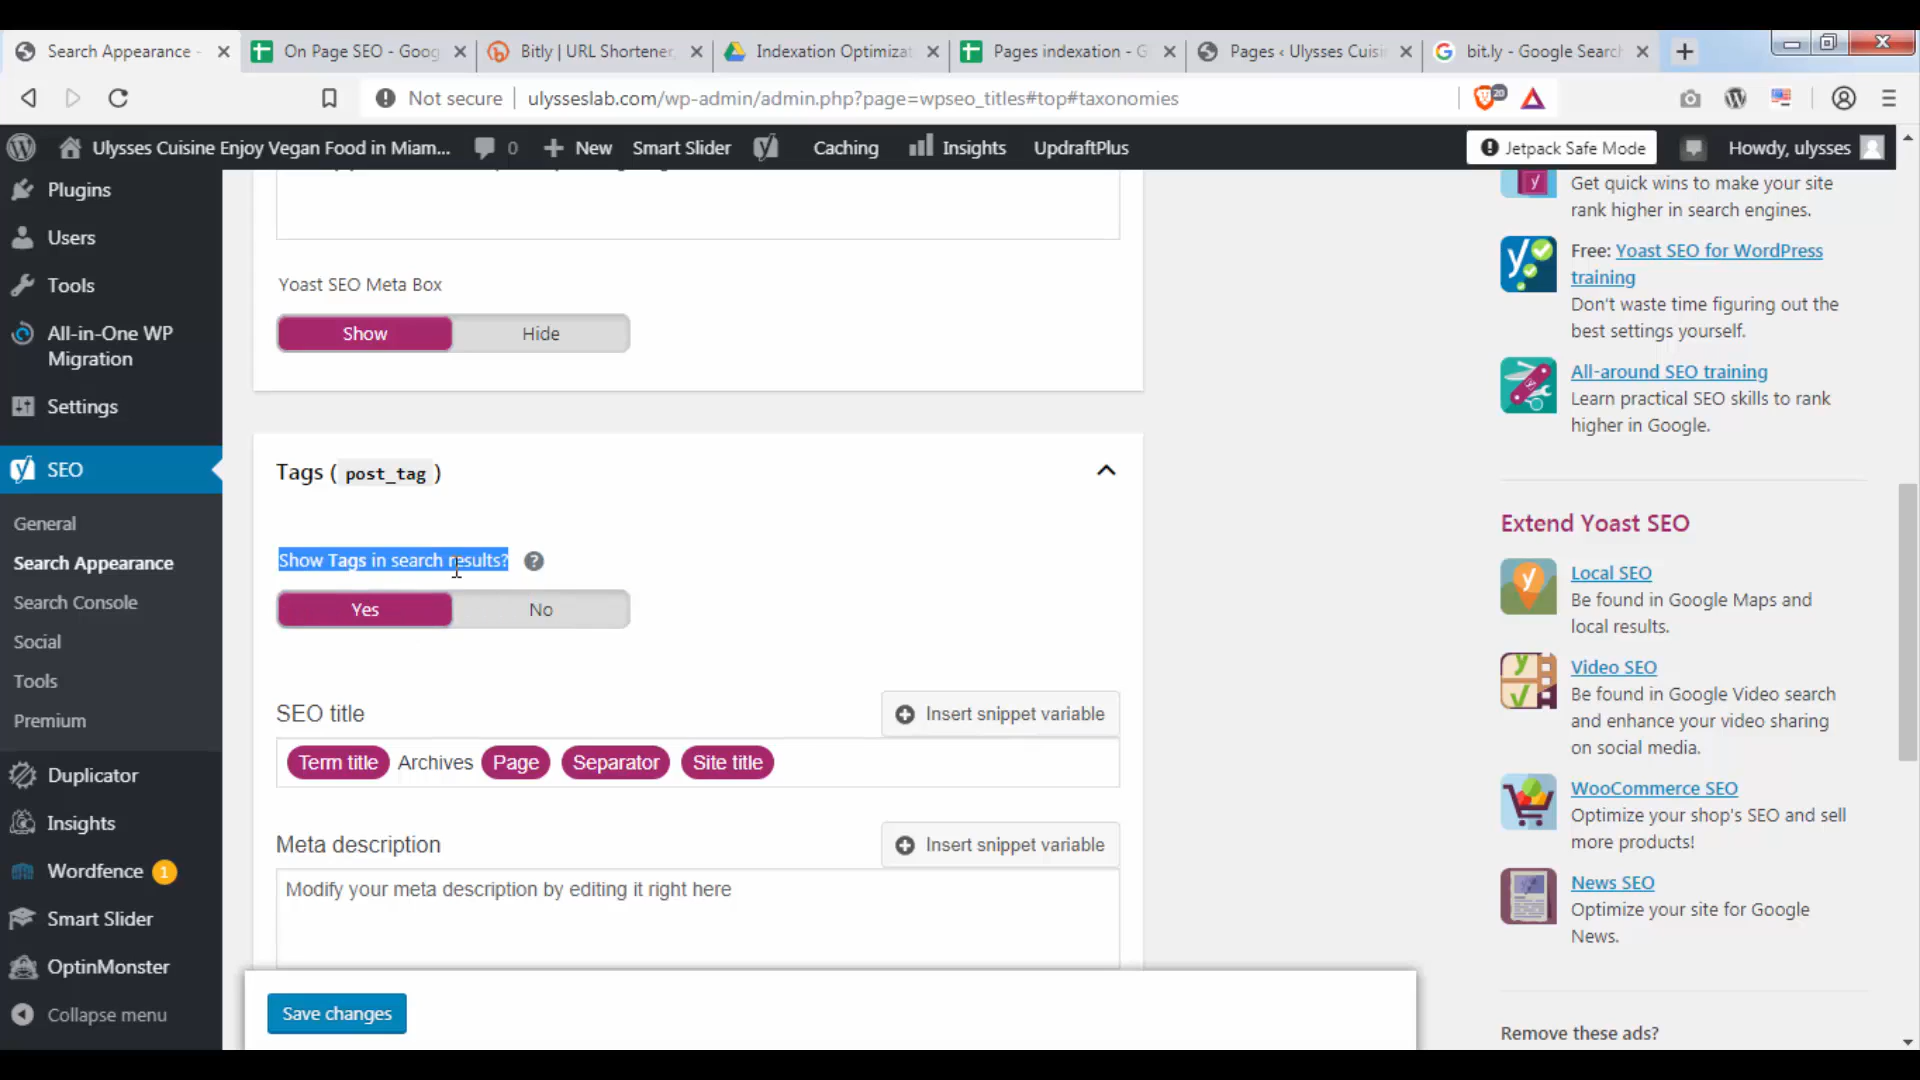 Search Appearance -
On Page SEO - Goog
Bitly | URL Shortener,
Indexation Optimizat
Pages indexation - G
Pages ‹ Ulysses Cuisi
bit.ly - Google Search
Not secure
ulysseslab.com/wp-admin/admin.php?page=wpseo_titles#top#taxonomies
20
Ulysses Cuisine Enjoy Vegan Food in Miam...
0
New
Smart Slider
Caching
Insights
UpdraftPlus
Jetpack Safe Mode
Howdy, ulysses
Plugins
Users
Tools
All-in-One WP
Migration
Settings
SEO
General
Search Appearance
Search Console
Social
Tools
Premium
Duplicator
Insights
Wordfence 1
Smart Slider
OptinMonster
Collapse menu
Yoast SEO Meta Box
Show
Hide
Tags ( post_tag )
Show Tags in search results?
?
Yes
No
SEO title
Insert snippet variable
Term title Archives Page Separator Site title
Meta description
Insert snippet variable
Modify your meta description by editing it right here
Save changes
Get quick wins to make your site
rank higher in search engines.
Free: Yoast SEO for WordPress
training
Don't waste time figuring out the
best settings yourself.
All-around SEO training
Learn practical SEO skills to rank
higher in Google.
Extend Yoast SEO
Local SEO
Be found in Google Maps and
local results.
Video SEO
Be found in Google Video search
and enhance your video sharing
on social media.
WooCommerce SEO
Optimize your shop's SEO and sell
more products!
News SEO
Optimize your site for Google
News.
Remove these ads?